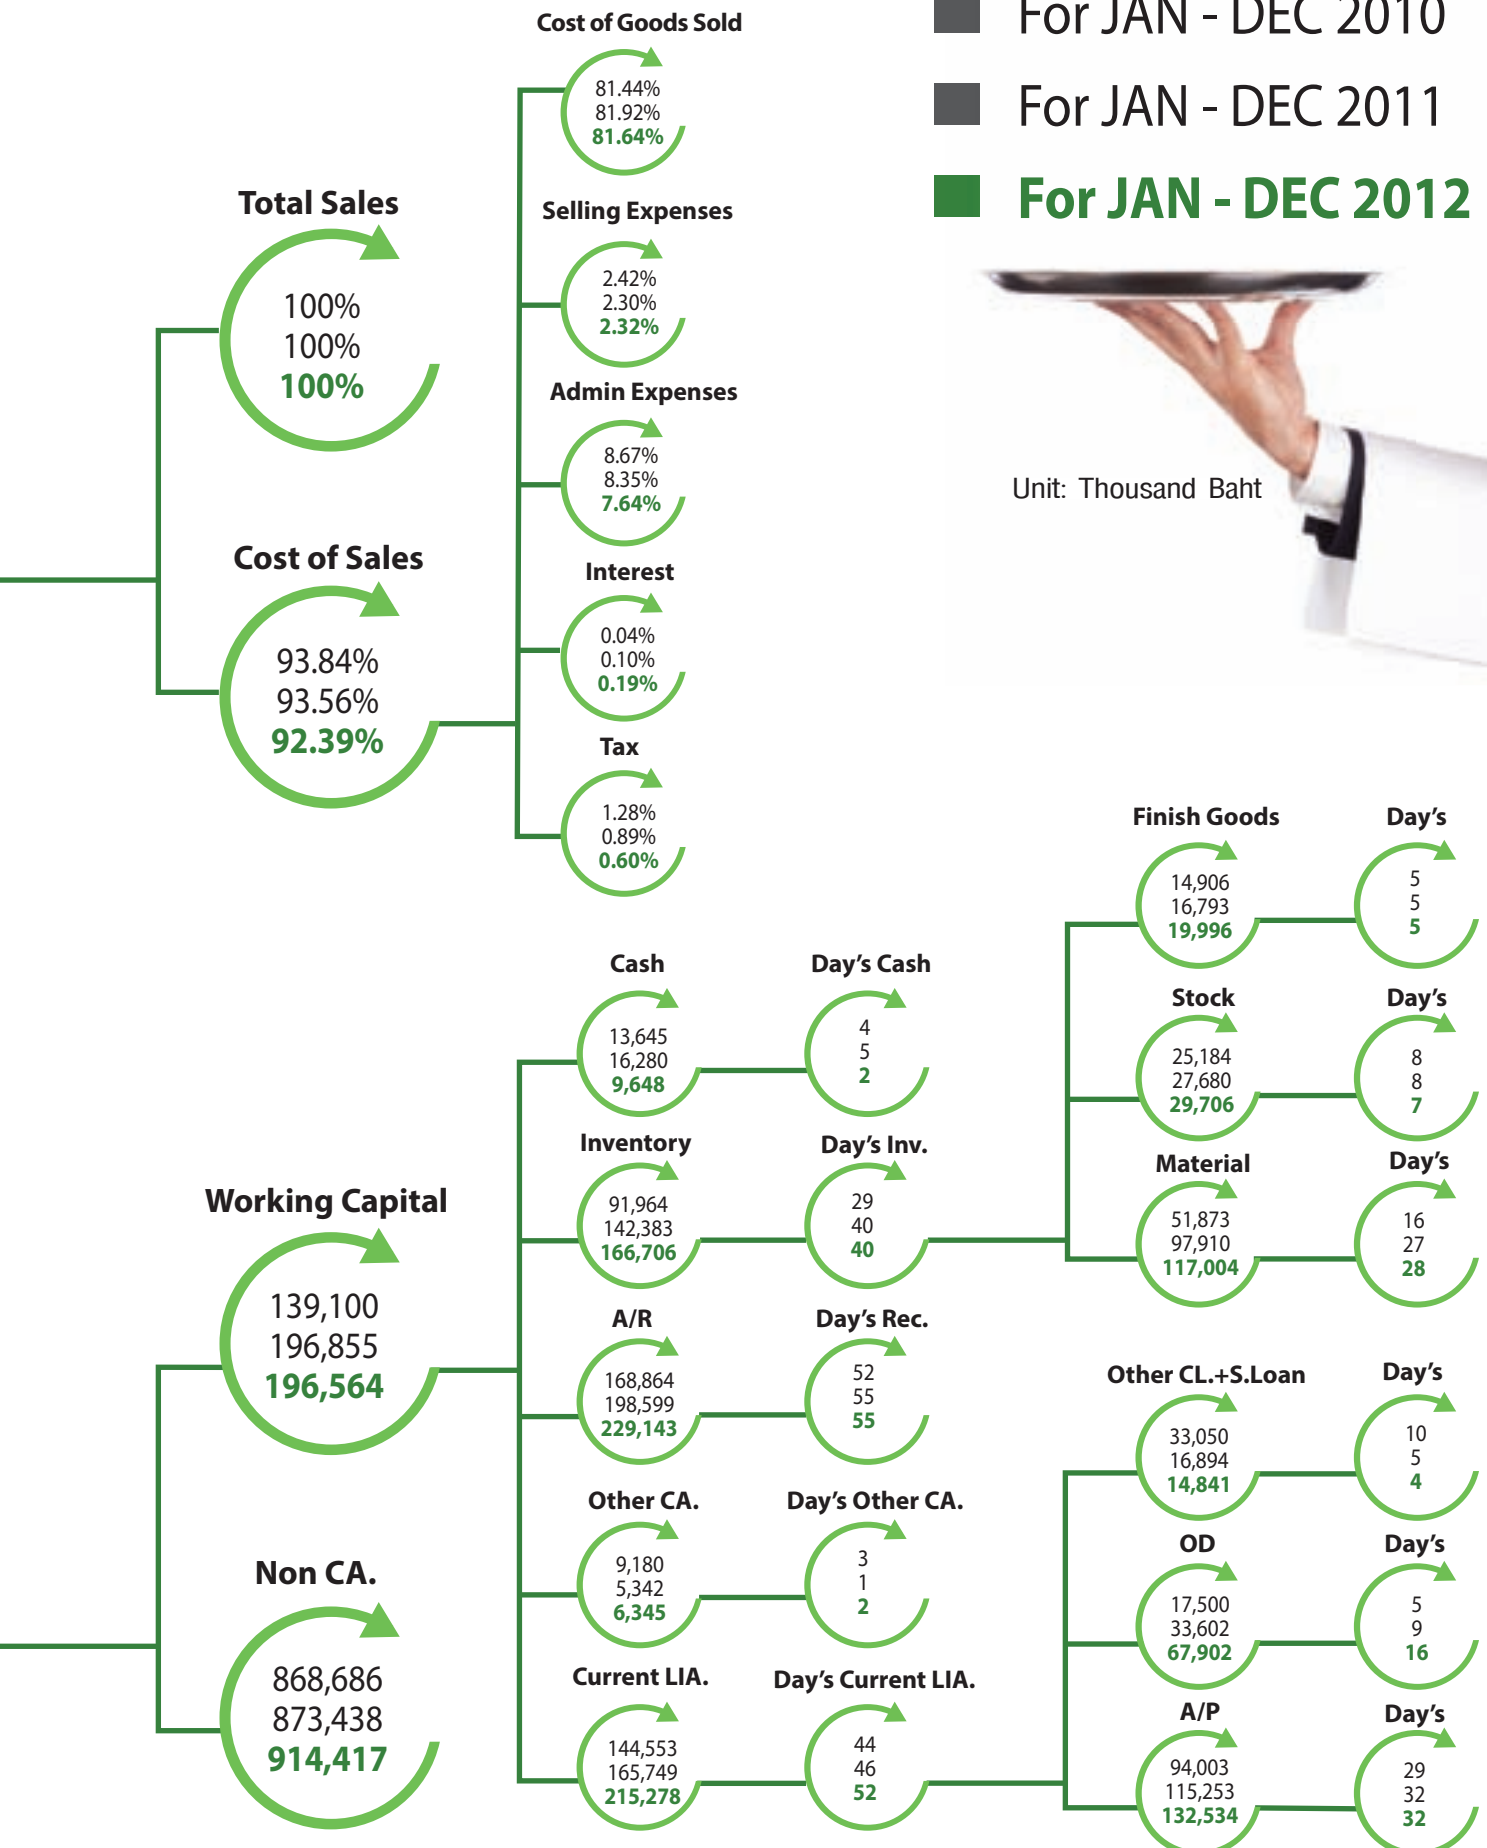 For JAN - DEC 2010
For JAN - DEC 2011
For JAN - DEC 2012
Unit: Thousand Baht
Total Sales
100%
100%
100%
Cost of Sales
93.84%
93.56%
92.39%
Cost of Goods Sold
81.44%
81.92%
81.64%
Selling Expenses
2.42%
2.30%
2.32%
Admin Expenses
8.67%
8.35%
7.64%
Interest
0.04%
0.10%
0.19%
Tax
1.28%
0.89%
0.60%
Working Capital
139,100
196,855
196,564
Non CA.
868,686
873,438
914,417
Cash
13,645
16,280
9,648
Day's Cash
4
5
2
Inventory
91,964
142,383
166,706
Day's Inv.
29
40
40
A/R
168,864
198,599
229,143
Day's Rec.
52
55
55
Other CA.
9,180
5,342
6,345
Day's Other CA.
3
1
2
Current LIA.
144,553
165,749
215,278
Day's Current LIA.
44
46
52
Finish Goods
14,906
16,793
19,996
Day's
5
5
5
Stock
25,184
27,680
29,706
Day's
8
8
7
Material
51,873
97,910
117,004
Day's
16
27
28
Other CL.+S.Loan
33,050
16,894
14,841
Day's
10
5
4
OD
17,500
33,602
67,902
Day's
5
9
16
A/P
94,003
115,253
132,534
Day's
29
32
32